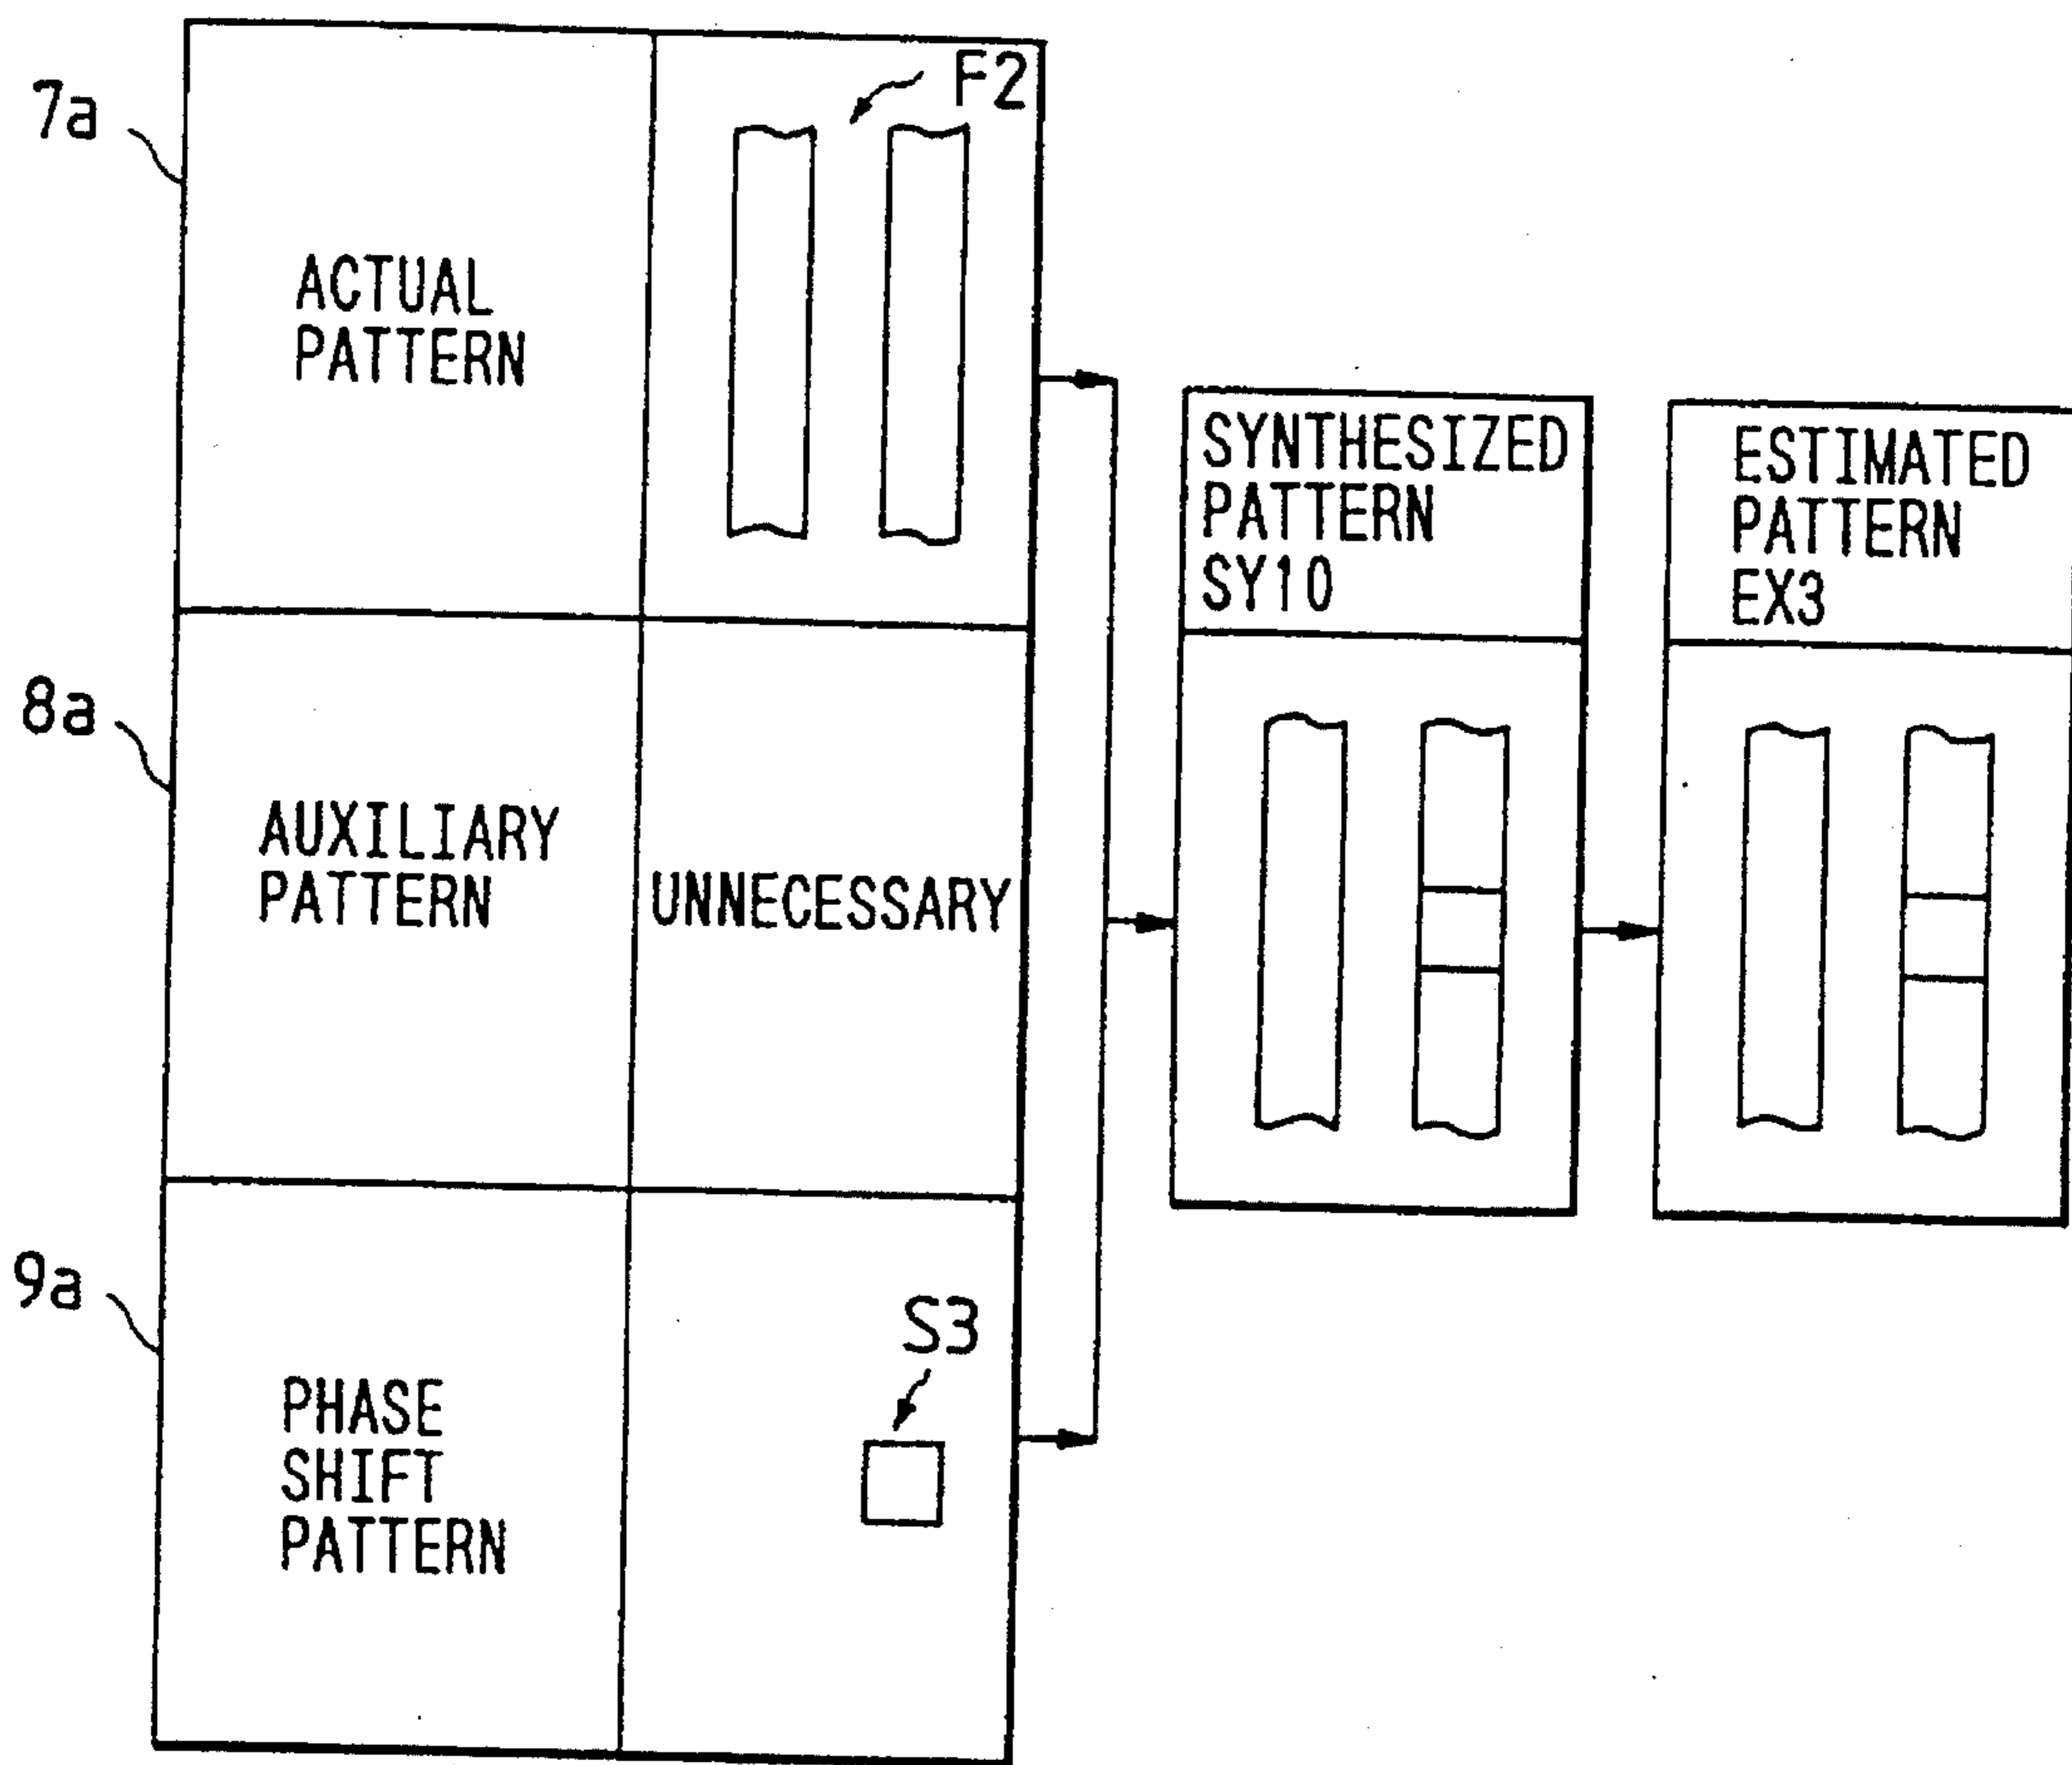 F2
7a
ACTUAL
PATTERN
SYNTHESIZED
PATTERN
SY10
ESTIMATED
PATTERN
EX3
8a
AUXILIARY
PATTERN
UNNECESSARY
9a
S3
PHASE
SHIFT
PATTERN